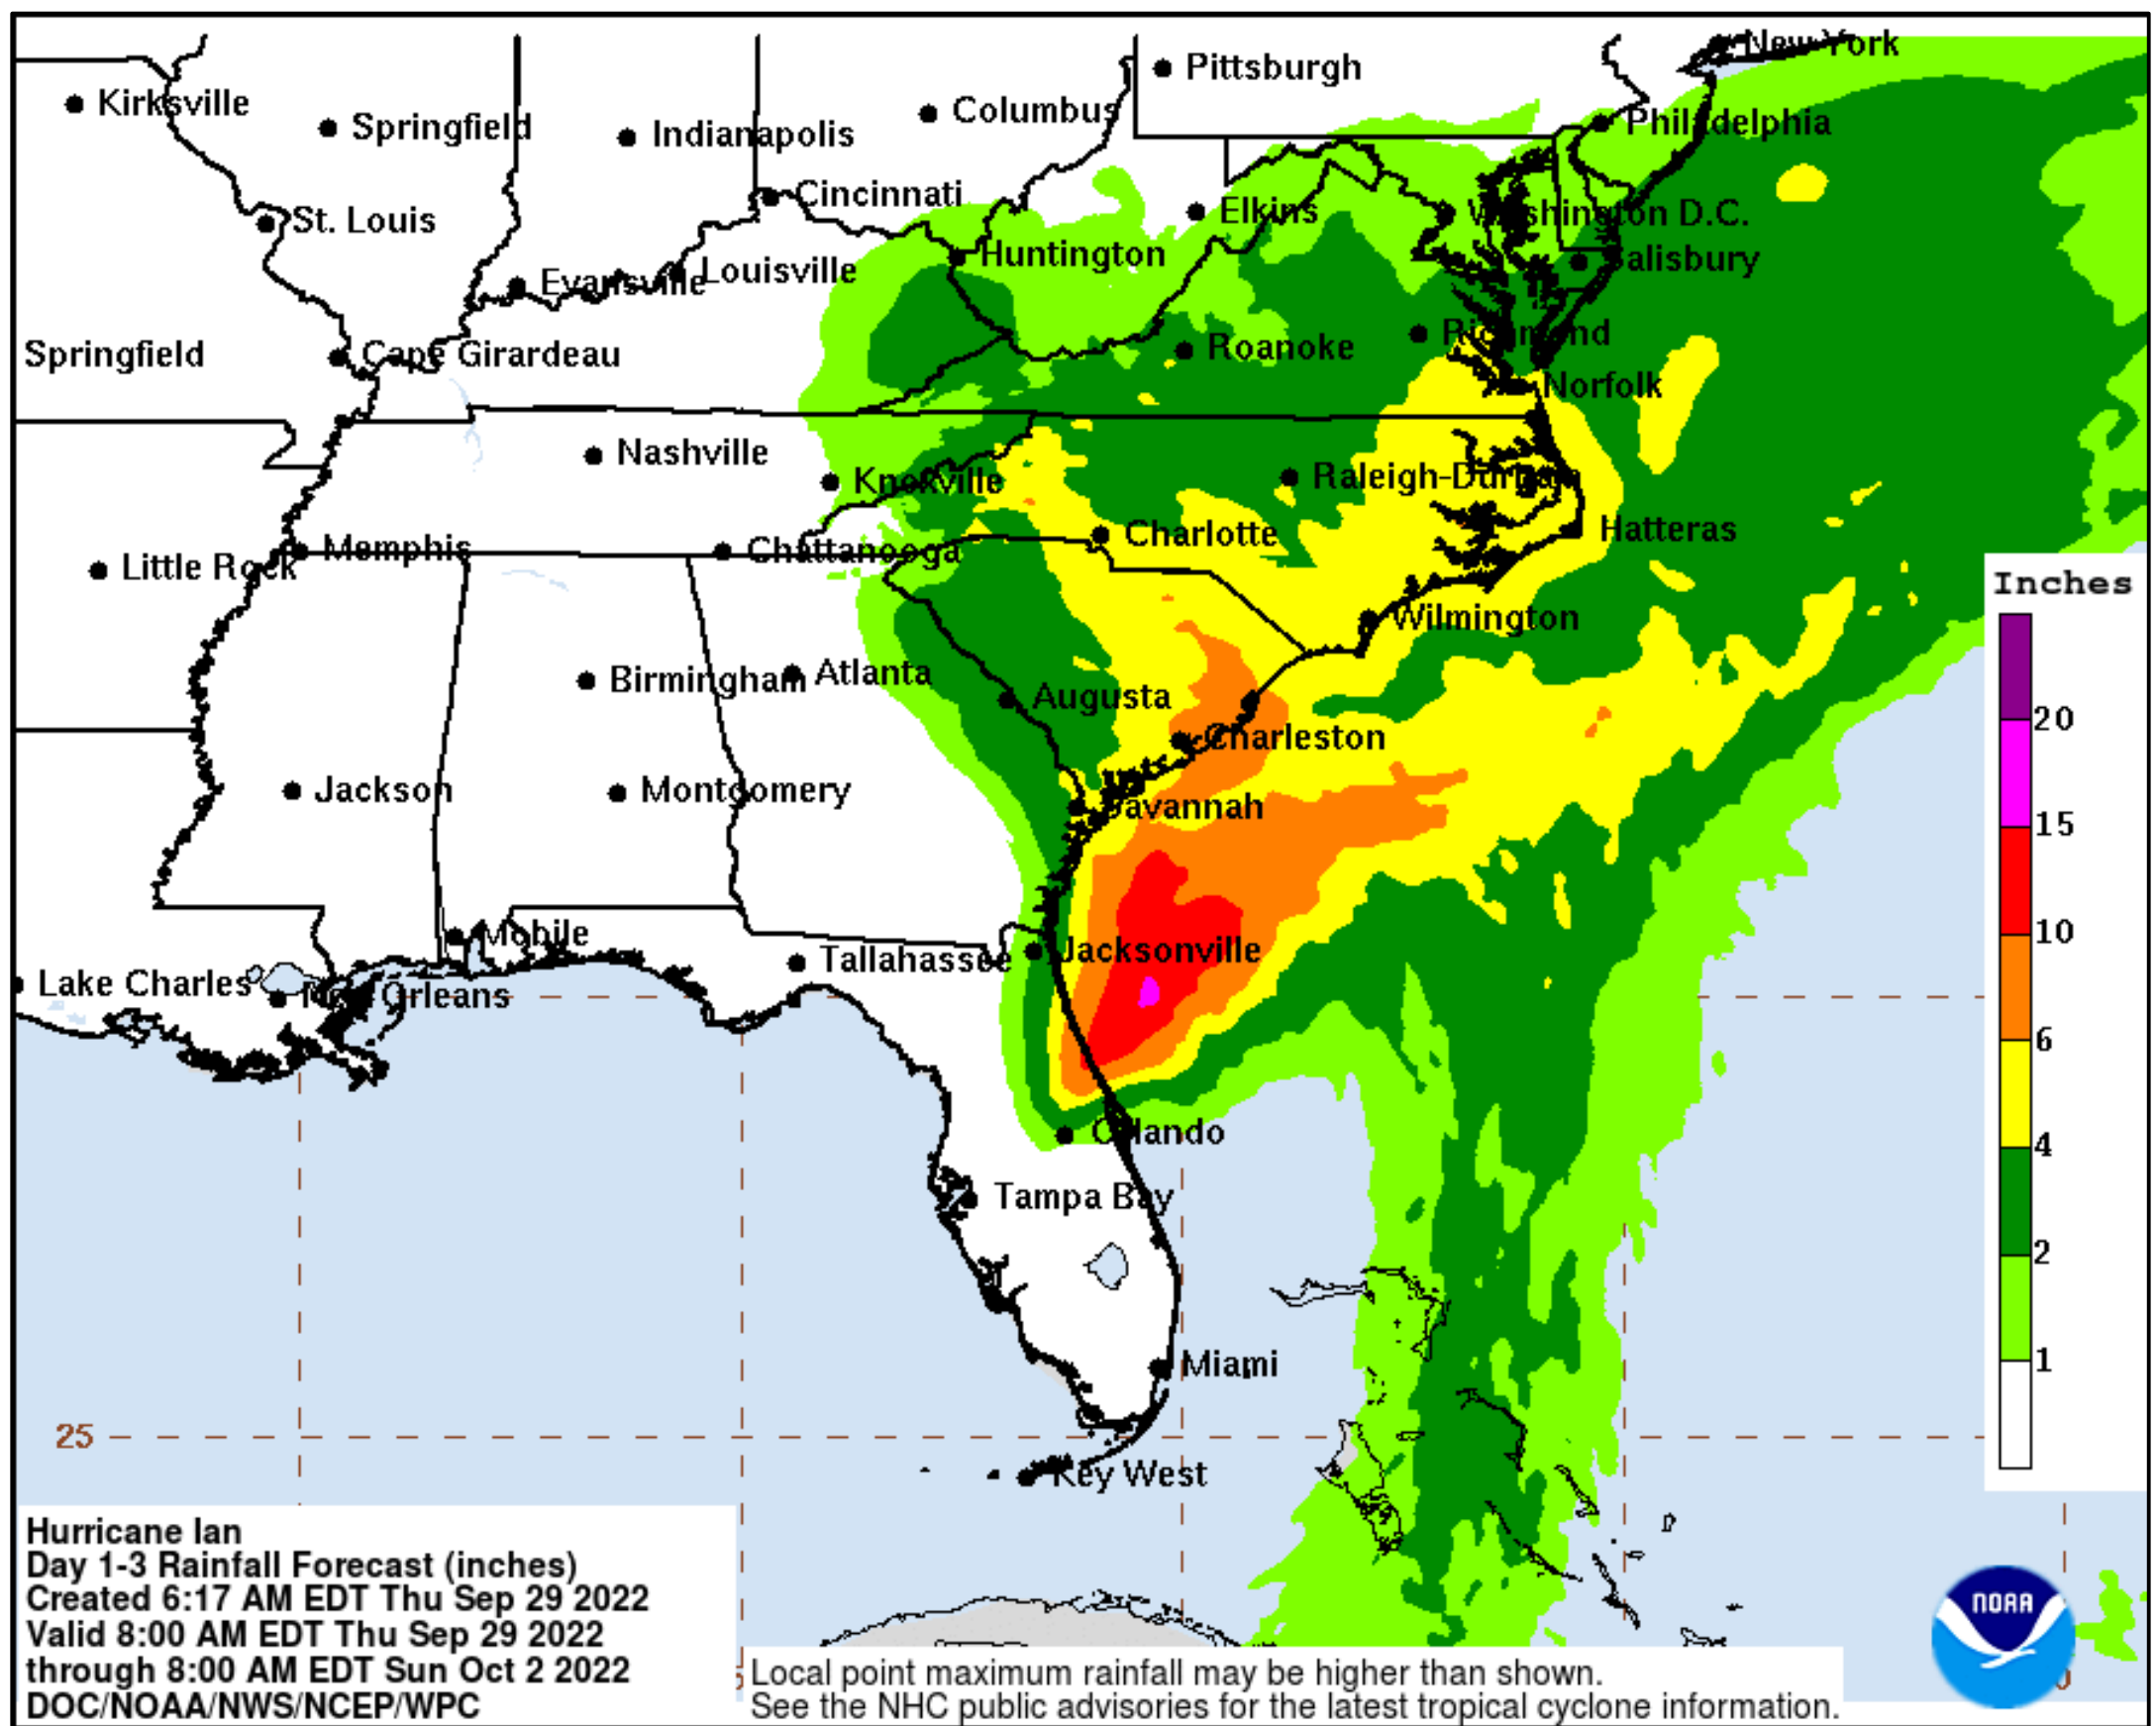 New York
Pittsburgh
Kirksville
Columbus
Springfield
Indianapolis
Philadelphia
Cincinnati
Elkins
Washington D.C.
St. Louis
Huntington
Salisbury
Louisville
Evansville
Richmond
Roanoke
Springfield
Cape Girardeau
Norfolk
Nashville
Raleigh-Durham
Knoxville
Hatteras
Charlotte
Memphis
Chattanooga
Little Rock
Inches
Wilmington
Birmingham
Atlanta
Augusta
20
Charleston
Jackson
Montgomery
Savannah
15
Mobile
10
Jacksonville
Tallahassee
Lake Charles
New Orleans
6
Orlando
4
Tampa Bay
2
Miami
1
25
Key West
Hurricane Ian
Day 1-3 Rainfall Forecast (inches)
Created 6:17 AM EDT Thu Sep 29 2022
Valid 8:00 AM EDT Thu Sep 29 2022
through 8:00 AM EDT Sun Oct 2 2022
DOC/NOAA/NWS/NCEP/WPC
NOAA
Local point maximum rainfall may be higher than shown.
See the NHC public advisories for the latest tropical cyclone information.